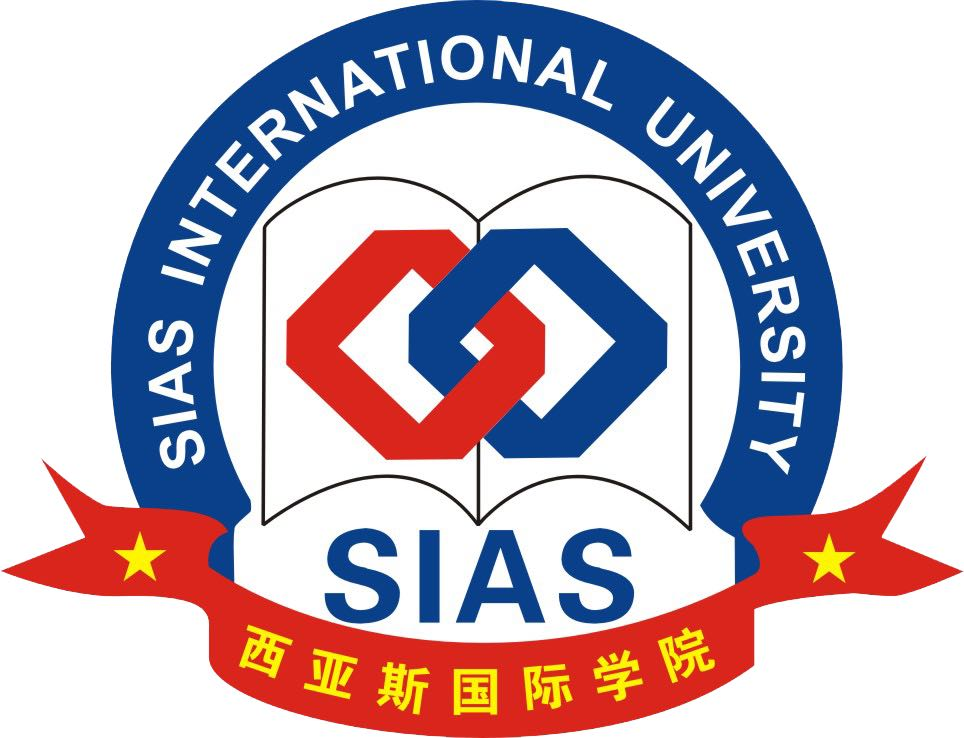 SIAS INTERNATIONAL UNIVERSITY
SIAS
西亚斯国际学院